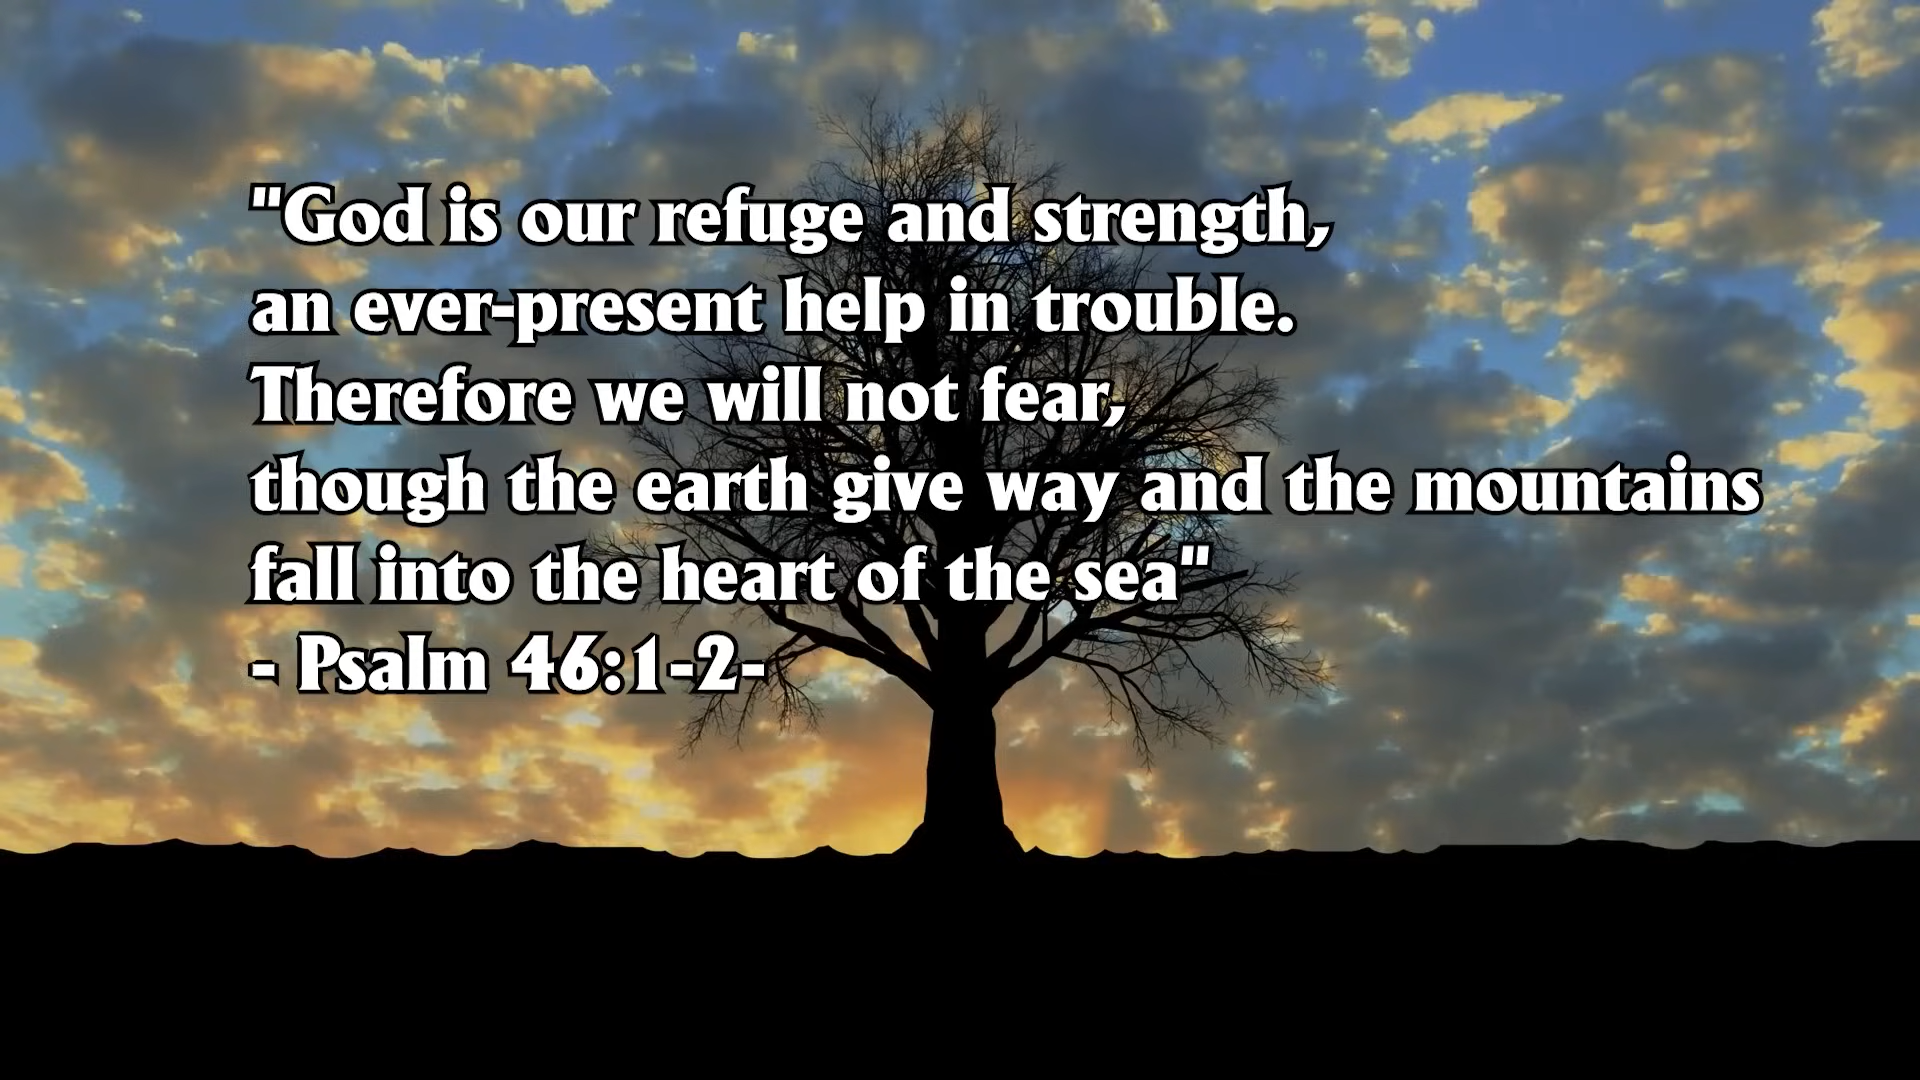 "God is our refuge and strength,
an ever-present help in trouble.
Therefore we will not fear,
though the earth give way and the mountains
fall into the heart of the sea"
- Psalm 46:1-2-